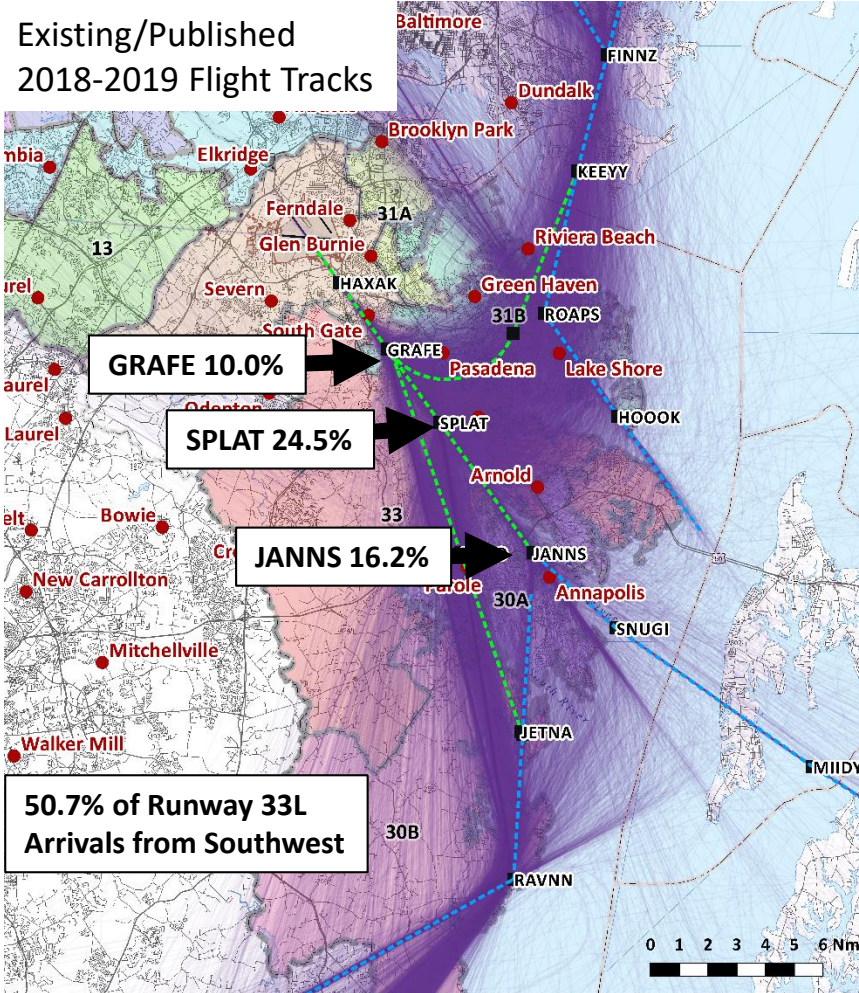 Existing/Published
2018-2019 Flight Tracks
Baltimore
FINNZ
Dundalk
Brooklyn Park
Elkridge
KEEYY
Ferndale
31A
13
Glen Burnie
Riviera Beach
HAXAK
Severn
Green Haven
ROAPS
31B
South Gate
GRAFE
GRAFE 10.0%
Pasadena
Lake Shore
Laurel
SPLAT
HOOOK
SPLAT 24.5%
Arnold
Bowie
33
JANNS 16.2%
JANNS
New Carrollton
Annapolis
30A
SNUGI
Mitchellville
South River
JETNA
Walker Mill
MIIDY
50.7% of Runway 33L
Arrivals from Southwest
30B
RAVNN
0 1 2 3 4 5 6 Nm